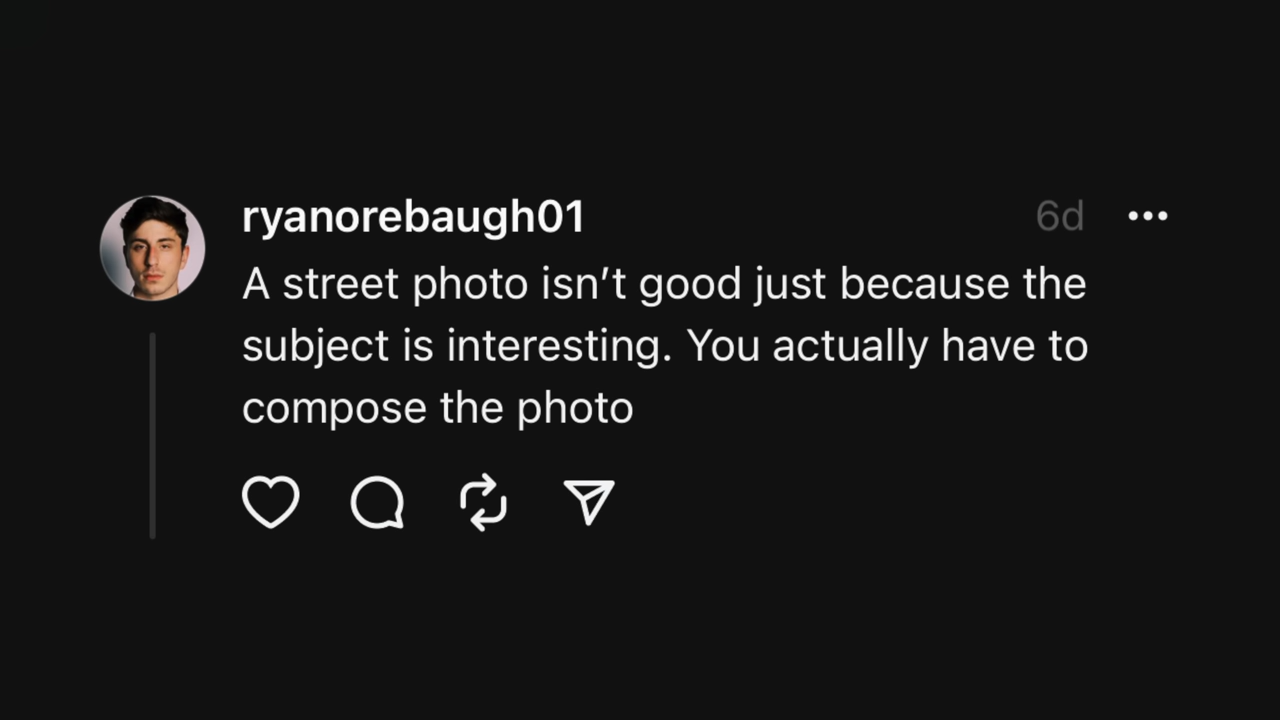 ryanorebaugh01
6d
A street photo isn’t good just because the
subject is interesting. You actually have to
compose the photo